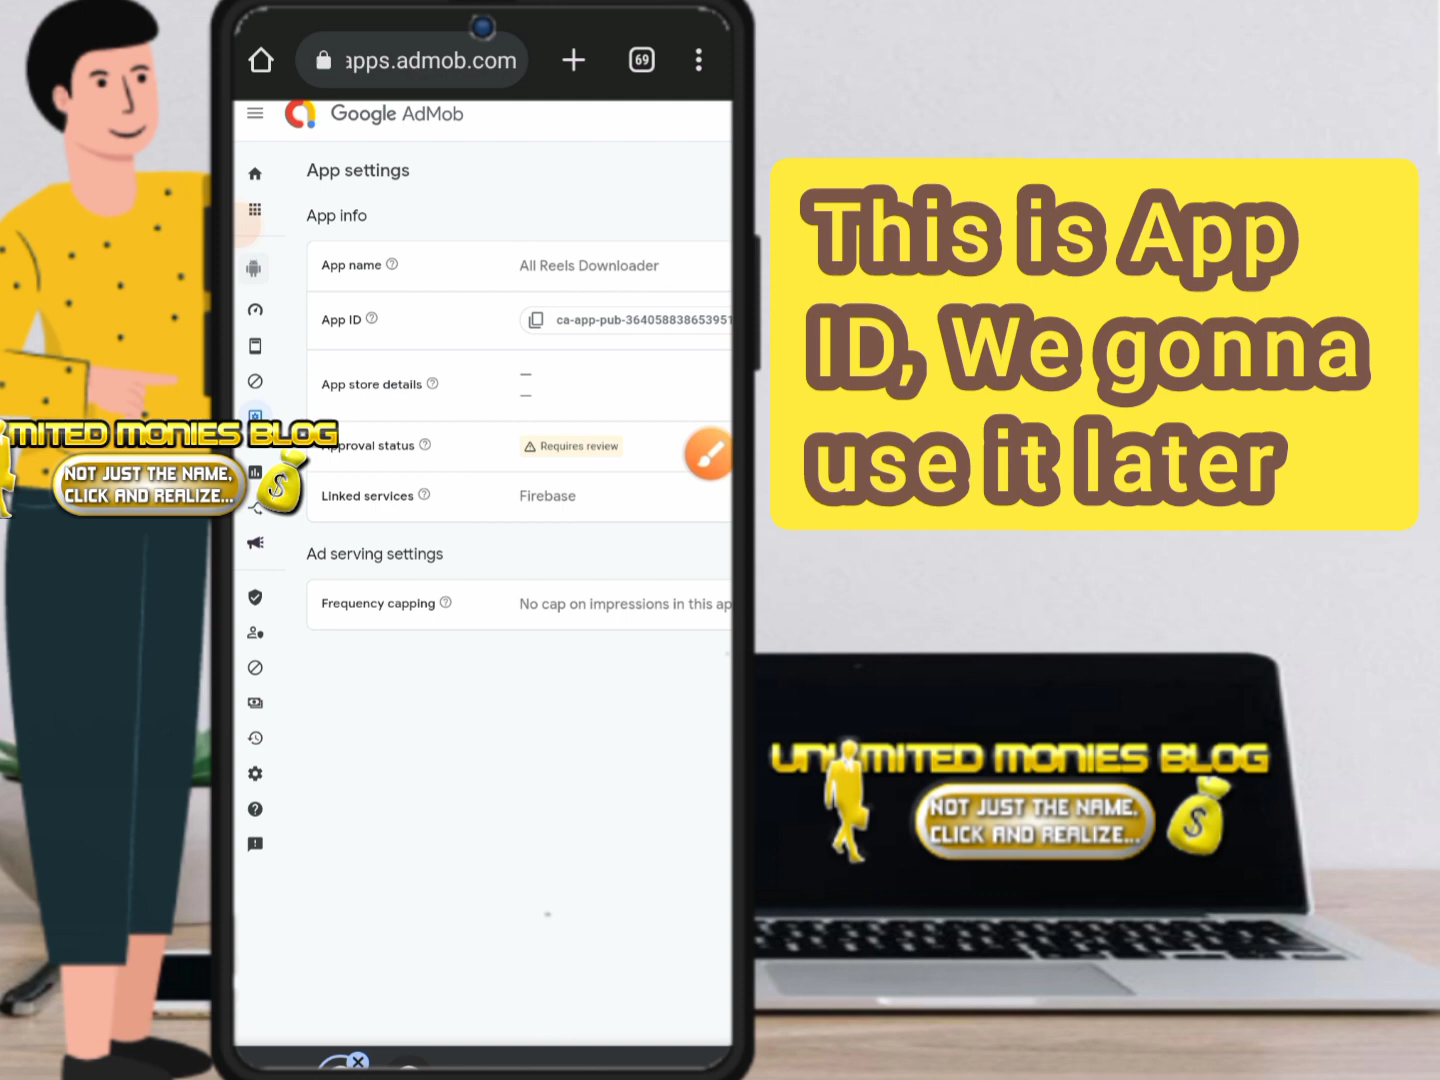 apps.admob.com
69
Google AdMob
App settings
App info
App name
All Reels Downloader
App ID
ca-app-pub-364058838653951
App store details
Approval status
Requires review
Linked services
Firebase
Ad serving settings
Frequency capping
No cap on impressions in this ap
This is App
ID, We gonna
use it later
MITED MONIES BLOG
NOT JUST THE NAME,
CLICK AND REALIZE...
$
UNLIMITED MONIES BLOG
NOT JUST THE NAME,
CLICK AND REALIZE...
$